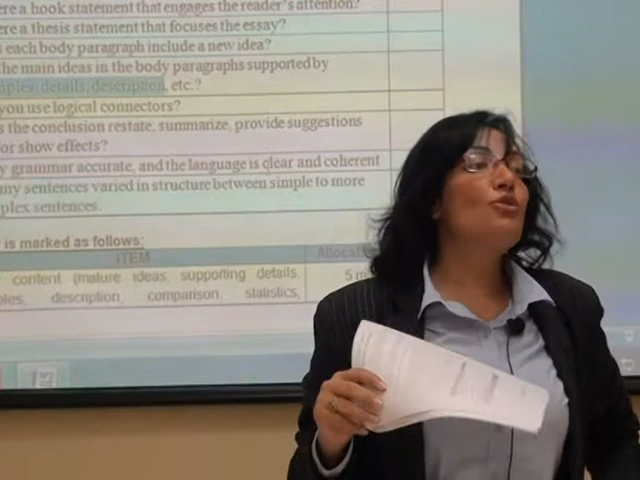 ere a hook statement that engages the reader's attention?
ere a thesis statement that focuses the essay?
s each body paragraph include a new idea?
the main ideas in the body paragraphs supported by
mples, details, description, etc.?
you use logical connectors?
s the conclusion restate, summarize, provide suggestions
or show effects?
y grammar accurate, and the language is clear and coherent
my sentences varied in structure between simple to more
plex sentences.
is marked as follows:
ITEM Alloca
content (mature ideas, supporting details,
ples, description, comparison, statistics,
5 m